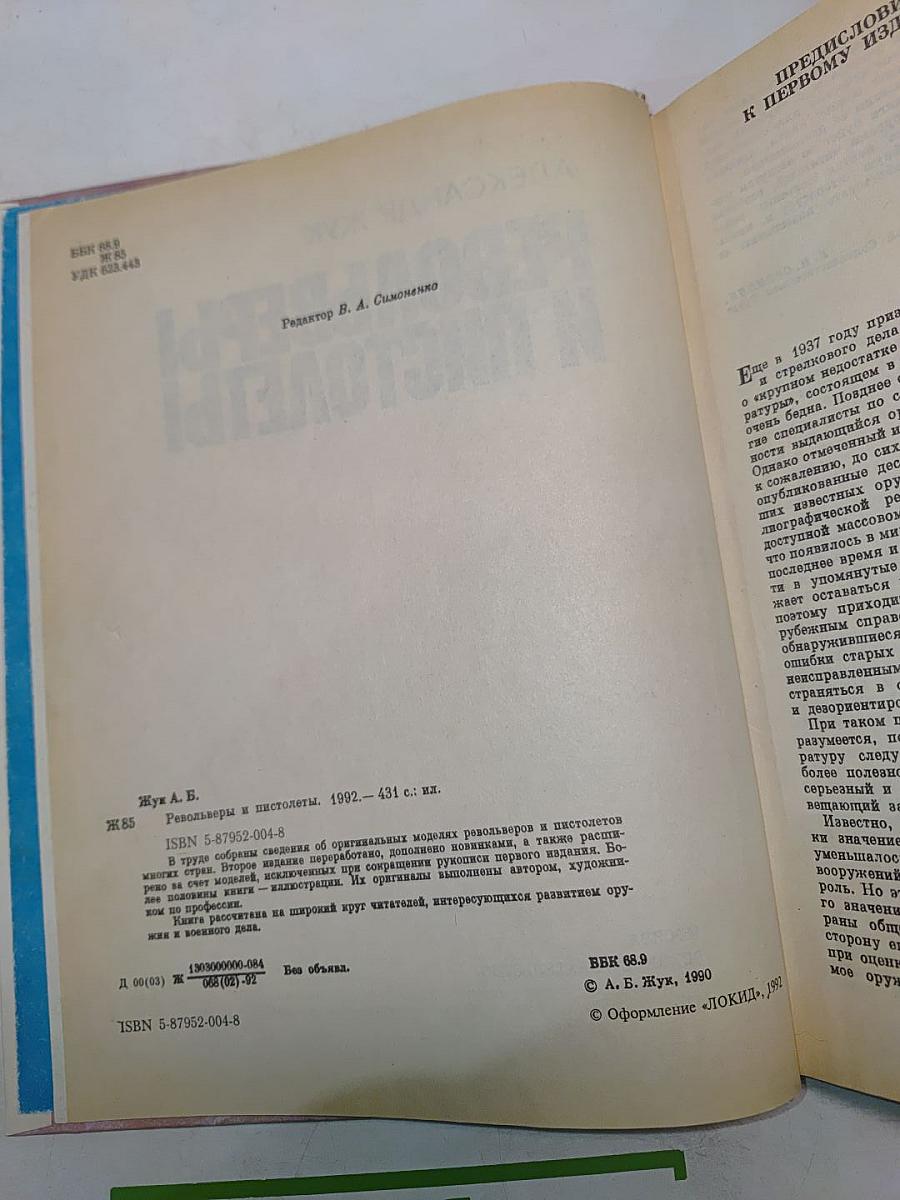 ББК 68.9
Ж 85
УДК 623.443
Редактор В. А. Симоненко
Жук А. Б.
Ж 85 Револьверы и пистолеты. 1992.— 431 с.: ил.
ISBN 5-87952-004-8
В труде собраны сведения об оригинальных моделях револьверов и пистолетов
многих стран. Второе издание переработано, дополнено новинками, а также расши-
рено за счет моделей, исключенных при сокращении рукописи первого издания. Бо-
лее половины книги — иллюстрации. Их оригиналы выполнены автором, художни-
ком по профессии.
Книга рассчитана на широкий круг читателей, интересующихся развитием ору-
жия и военного дела.
Д 00(03) Ж 1303000000-084
068(02)-92
Без объявл.
ББК 68.9
© А. Б. Жук, 1990
ISBN 5-87952-004-8
© Оформление «ЛОКИД», 1992
ПРЕДИСЛОВИ
К ПЕРВОМУ ИЗД
Еще в 1937 году приз
и стрелкового дела
о «крупном недостатке
ратуры», состоящем в
очень бедна. Позднее
гие специалисты по с
ности выдающийся ор
Однако отмеченный и
к сожалению, до сих
опубликованные дес
ших известных ору
лиографической ре
доступной массовом
что появилось в ми
последнее время и
ти в упомянутые
жает оставаться
поэтому приходи
рубежным справо
обнаружившиеся
ошибки старых
неисправленным
страняться в с
и дезориентиро
При таком п
разумеется, пе
ратуру следу
более полезно
серьезный и
вещающий за
Известно,
ки значение
уменьшалос
вооружений
роль. Но э
го значени
раны общ
сторону ег
при оценк
мое оруж